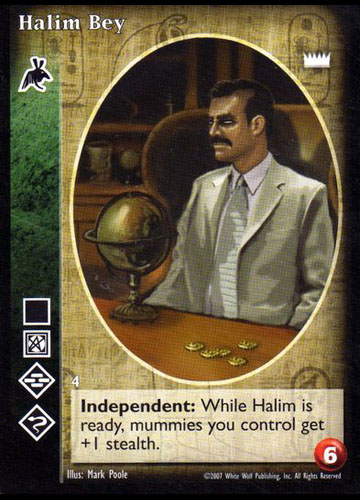 Halim Bey
4
Independent: While Halim is
ready, mummies you control get
+1 stealth.
6
Illus: Mark Poole
©2007 White Wolf Publishing, Inc. All Rights Reserved